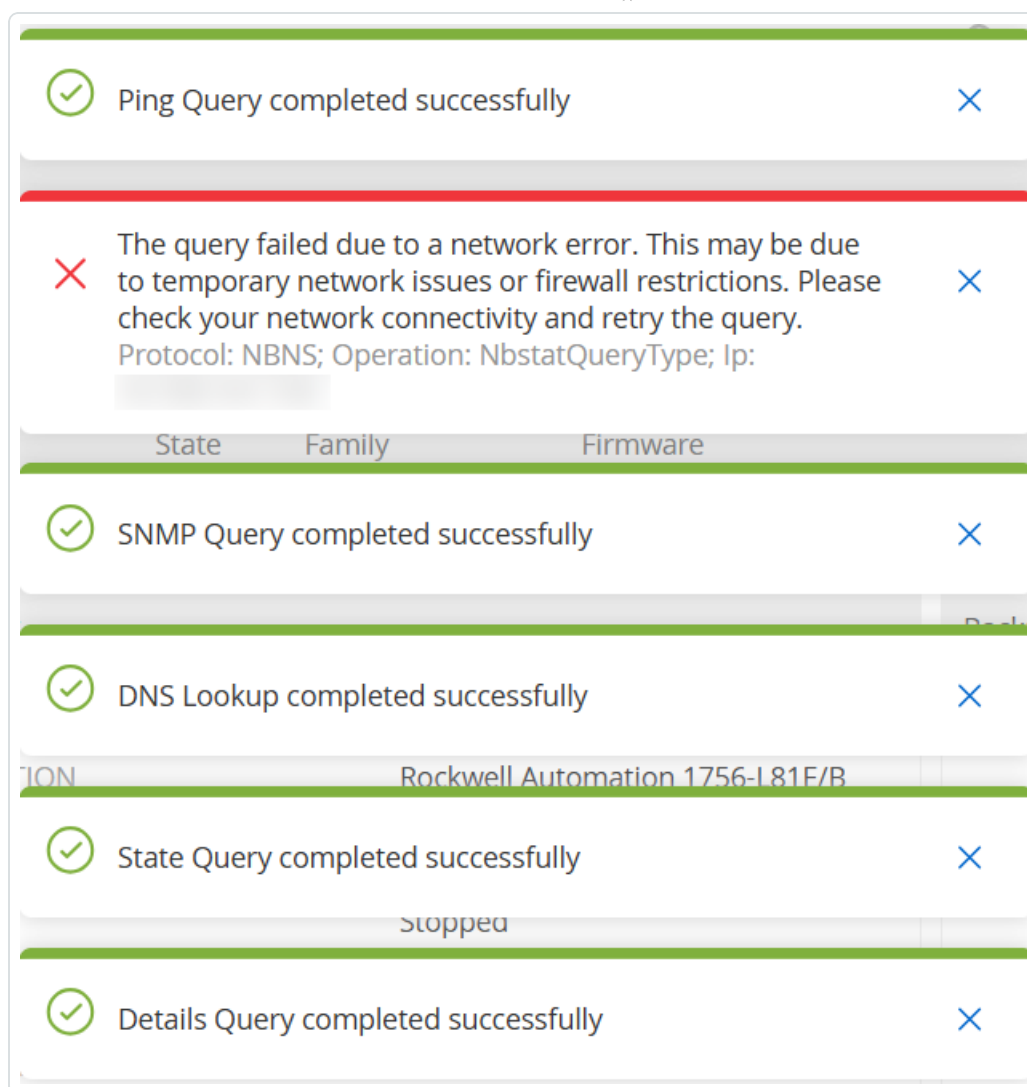 Ping Query completed successfully
The query failed due to a network error. This may be due
to temporary network issues or firewall restrictions. Please
check your network connectivity and retry the query.
Protocol: NBNS; Operation: NbstatQueryType; Ip:
State Family Firmware
SNMP Query completed successfully
DNS Lookup completed successfully
TION Rockwell Automation 1756-L81E/B
State Query completed successfully
Stopped
Details Query completed successfully